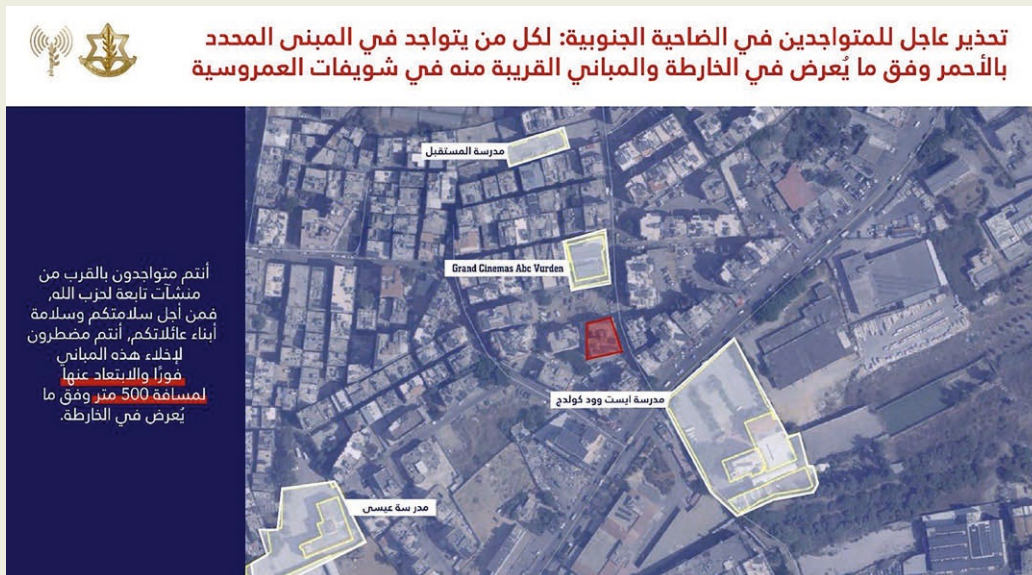 تحذير عاجل للمتواجدين في الضاحية الجنوبية: لكل من يتواجد في المبنى المحدد
بالأحمر وفق ما يُعرض في الخارطة والمباني القريبة منه في شويفات العمروسية
مدرسة المستقبل
Grand Cinemas Abc Vurden
مدرسة ايست وود كولدج
مدر سة عيسى
أنتم متواجدون بالقرب من
منشآت تابعة لحزب الله,
فمن أجل سلامتكم وسلامة
أبناء عائلاتكم, أنتم مضطرون
لإخلاء هذه المباني
فورًا والابتعاد عنها
لمسافة 500 متر وفق ما
يُعرض في الخارطة.